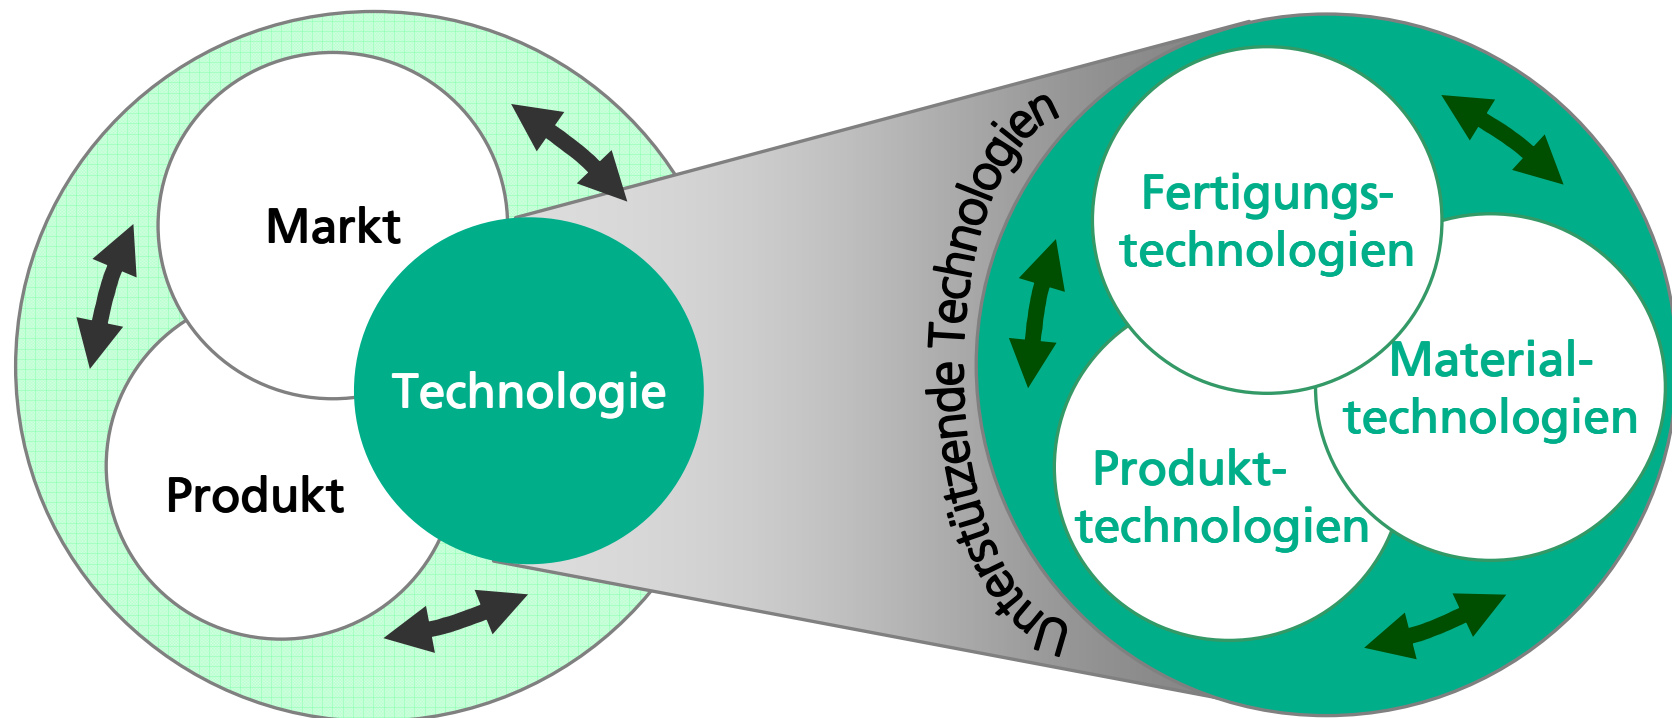 Markt
Technologie
Produkt
Unterstützende Technologien
Fertigungs-
technologien
Material-
technologien
Produkt-
technologien